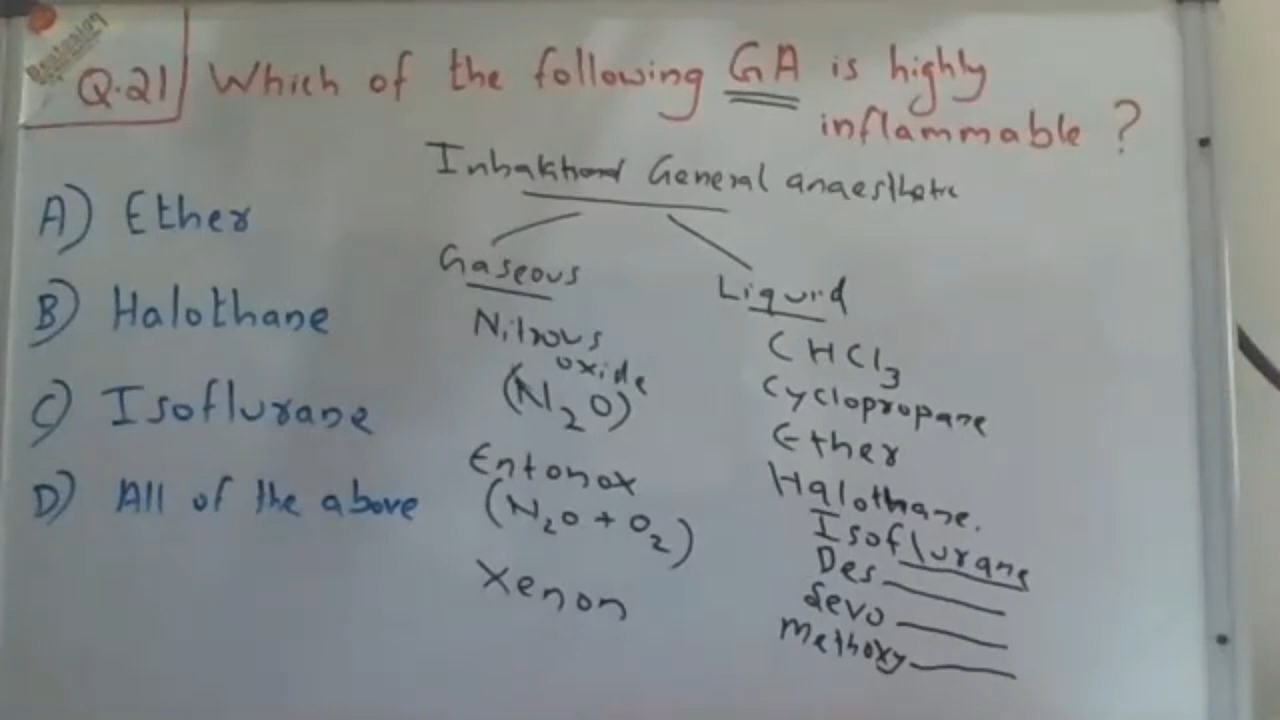 Q.21 Which of the following GA is highly
inflammable ?
A) Ether
B) Halothane
C) Isoflurane
D) All of the above
Inhalational General anaesthetic
Gaseous
Nitrous
oxide
(N₂O)
Entonox
(N₂O + O₂)
Xenon
Liquid
CHCl₃
Cyclopropane
Ether
Halothane.
Isoflurane
Des
Sevo
Methoxy